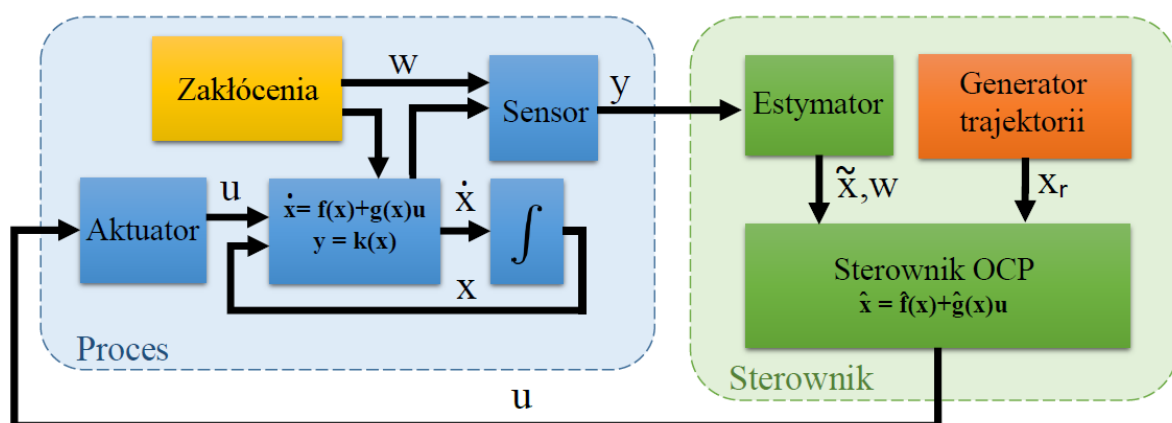 Zakłócenia
w
Sensor
y
Estymator
Generator
trajektorii
u
Aktuator
ẋ= f(x)+g(x)u
y = k(x)
ẋ
∫
x
x̃,w
xᵣ
Sterownik OCP
x̂ = f̂(x)+ĝ(x)u
Proces
Sterownik
u